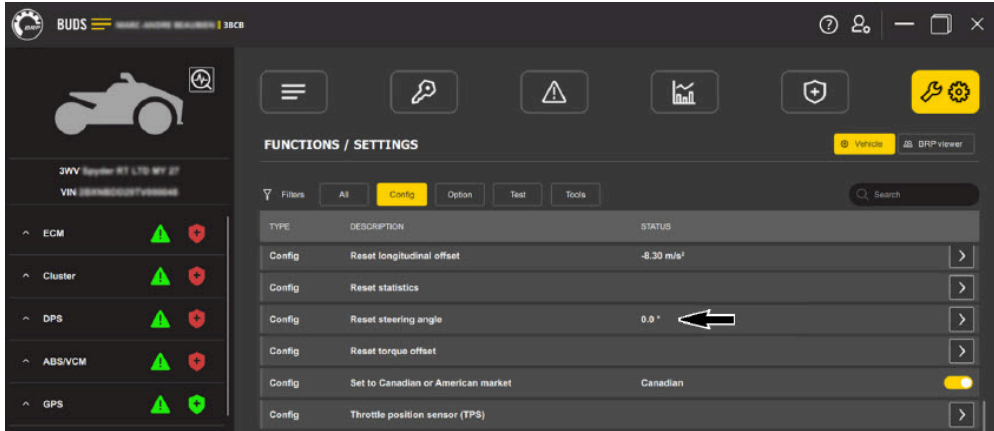 BRP BUDS 3BCB
FUNCTIONS / SETTINGS
Vehicle BRP viewer
3WV
VIN
Filters All Config Option Test Tools Search
TYPE DESCRIPTION STATUS
ECM
Config Reset longitudinal offset -8.30 m/s²
Cluster
Config Reset statistics
DPS
Config Reset steering angle 0.0 °
ABS/VCM
Config Reset torque offset
Config Set to Canadian or American market Canadian
GPS
Config Throttle position sensor (TPS)